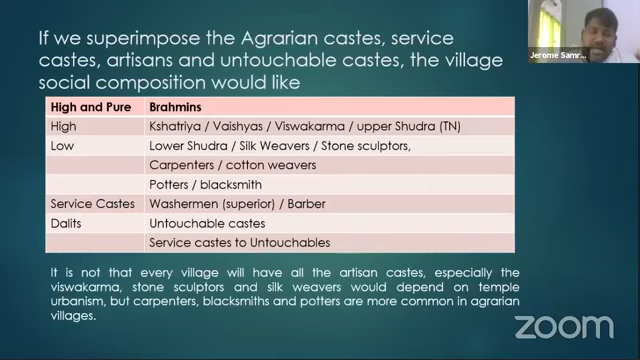 If we superimpose the Agrarian castes, service
castes, artisans and untouchable castes, the village
social composition would like
High and Pure Brahmins
High Kshatriya / Vaishyas / Viswakarma / upper Shudra (TN)
Low Lower Shudra / Silk Weavers / Stone sculptors,
Carpenters / cotton weavers
Potters / blacksmith
Service Castes Washermen (superior) / Barber
Dalits Untouchable castes
Service castes to Untouchables
It is not that every village will have all the artisan castes, especially the
viswakarma, stone sculptors and silk weavers would depend on temple
urbanism, but carpenters, blacksmiths and potters are more common in agrarian
villages.
Jerome Samr...
zoom